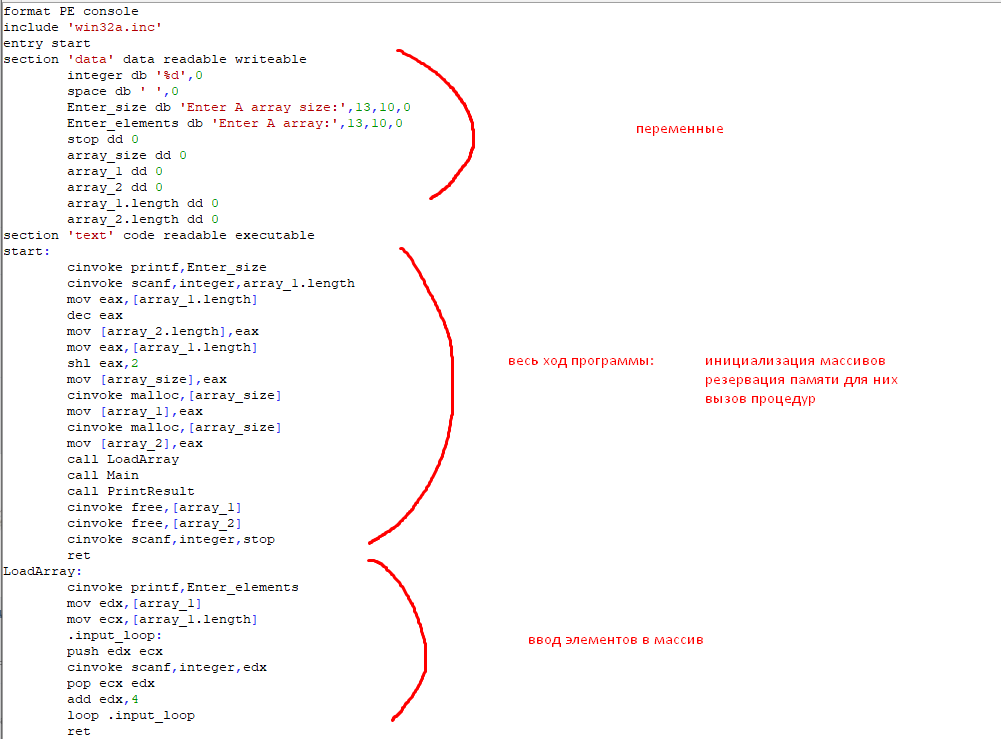 format PE console
include 'win32a.inc'
entry start
section 'data' data readable writeable
integer db '%d',0
space db ' ',0
Enter_size db 'Enter A array size:',13,10,0
Enter_elements db 'Enter A array:',13,10,0
stop dd 0
array_size dd 0
array_1 dd 0
array_2 dd 0
array_1.length dd 0
array_2.length dd 0
переменные
section 'text' code readable executable
start:
cinvoke printf,Enter_size
cinvoke scanf,integer,array_1.length
mov eax,[array_1.length]
dec eax
mov [array_2.length],eax
mov eax,[array_1.length]
shl eax,2
mov [array_size],eax
cinvoke malloc,[array_size]
mov [array_1],eax
cinvoke malloc,[array_size]
mov [array_2],eax
call LoadArray
call Main
call PrintResult
cinvoke free,[array_1]
cinvoke free,[array_2]
cinvoke scanf,integer,stop
ret
весь ход программы:
инициализация массивов
резервация памяти для них
вызов процедур
LoadArray:
cinvoke printf,Enter_elements
mov edx,[array_1]
mov ecx,[array_1.length]
.input_loop:
push edx ecx
cinvoke scanf,integer,edx
pop ecx edx
add edx,4
loop .input_loop
ret
ввод элементов в массив